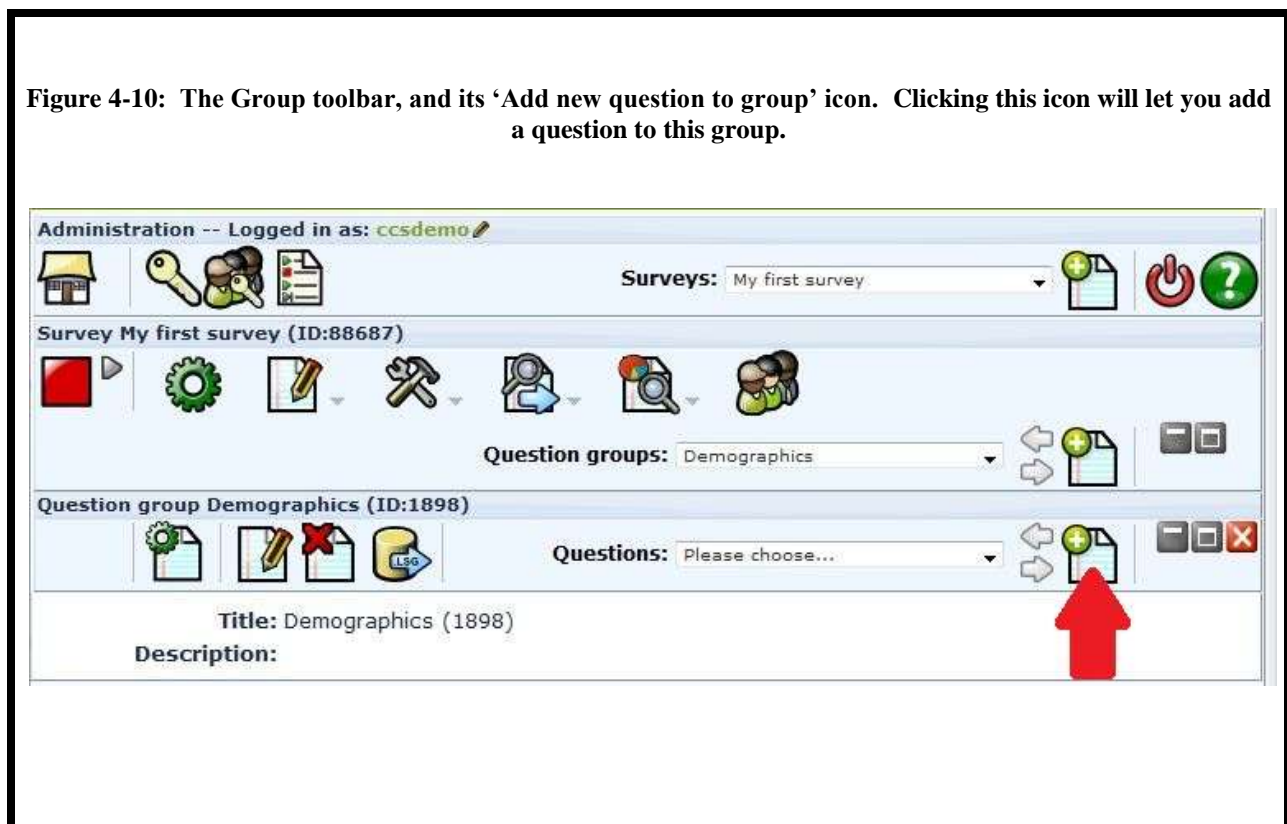 Figure 4-10: The Group toolbar, and its ‘Add new question to group’ icon. Clicking this icon will let you add
a question to this group.
Administration -- Logged in as: ccsdemo
Surveys: My first survey
?
Survey My first survey (ID:88687)
Question groups: Demographics
Question group Demographics (ID:1898)
LSG
Questions: Please choose...
Title: Demographics (1898)
Description: